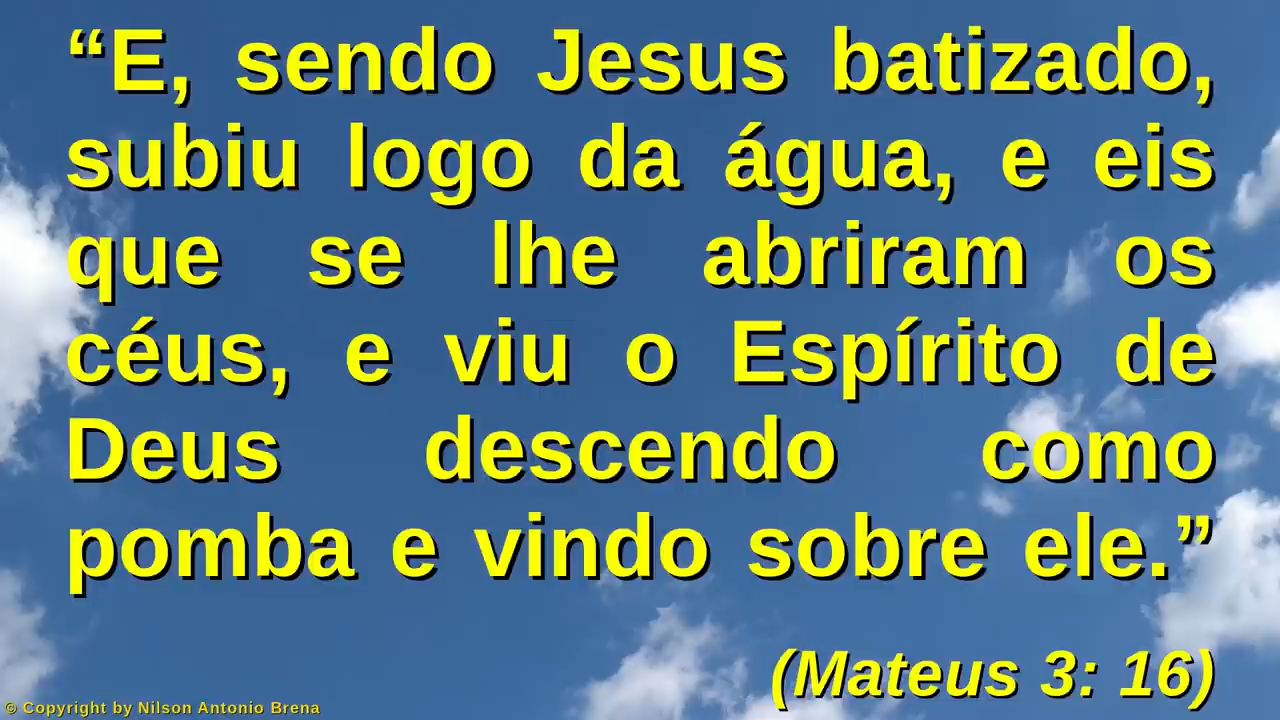 “E, sendo Jesus batizado,
subiu logo da água, e eis
que se lhe abriram os
céus, e viu o Espírito de
Deus descendo como
pomba e vindo sobre ele.”
(Mateus 3: 16)
© Copyright by Nilson Antonio Brena